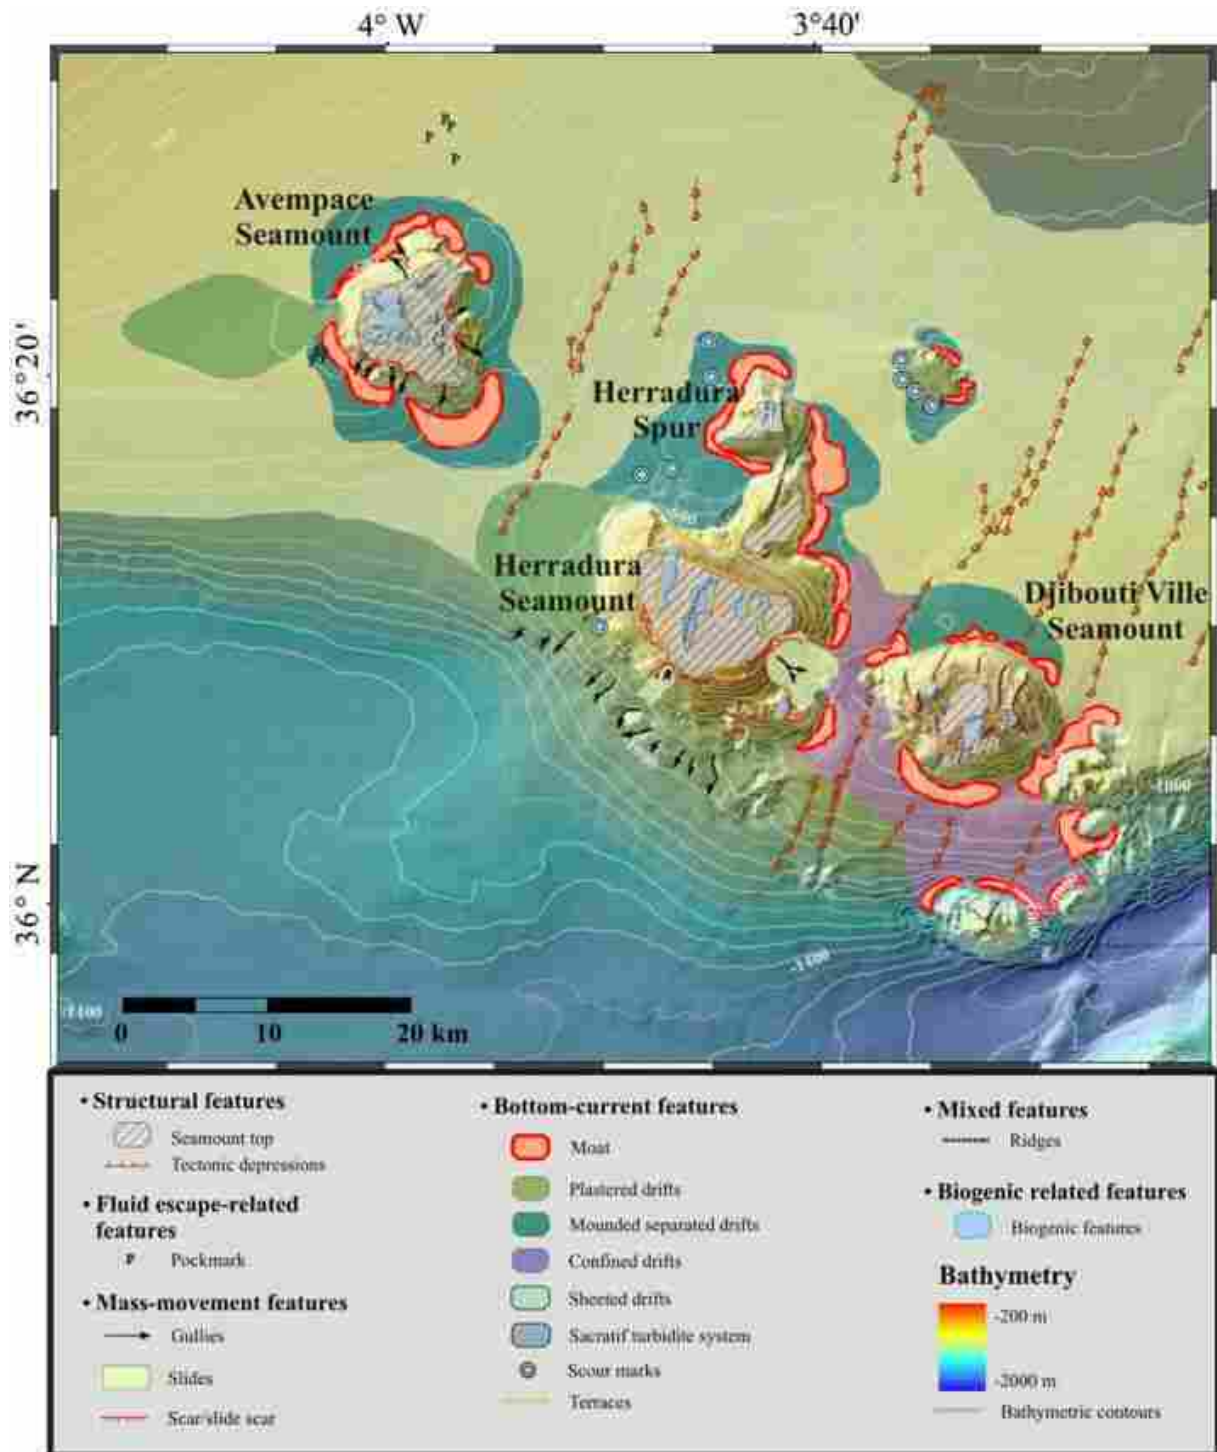 4° W
3°40'
P
P
P
P
Avempace
Seamount
36°20'
Herradura
Spur
Herradura
Seamount
Djibouti Ville
Seamount
-1000
36° N
-1400
-1400
0
10
20 km
• Structural features
Seamount top
Tectonic depressions
• Fluid escape-related
features
P
Pockmark
• Mass-movement features
Gullies
Slides
Scar/slide scar
• Bottom-current features
Moat
Plastered drifts
Mounded separated drifts
Confined drifts
Sheeted drifts
Sacratif turbidite system
Scour marks
Terraces
• Mixed features
Ridges
• Biogenic related features
Biogenic features
Bathymetry
-200 m
-2000 m
Bathymetric contours